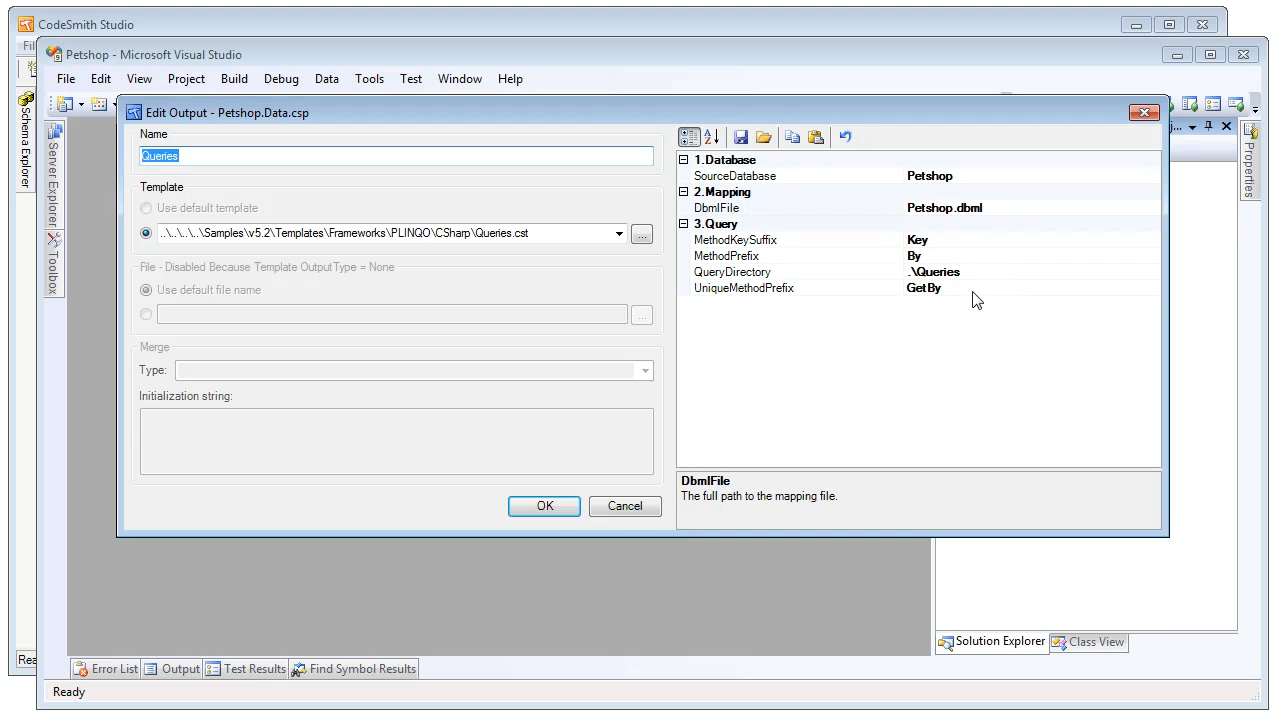 CodeSmith Studio
Fil
Petshop - Microsoft Visual Studio
File Edit View Project Build Debug Data Tools Test Window Help
Schema Explorer
Server Explorer
Toolbox
Edit Output - Petshop.Data.csp
Name
Queries
Template
Use default template
..\..\..\..\Samples\v5.2\Templates\Frameworks\PLINQO\CSharp\Queries.cst
...
File - Disabled Because Template OutputType = None
Use default file name
...
Merge
Type:
Initialization string:
OK Cancel
1.Database
SourceDatabase Petshop
2.Mapping
DbmlFile Petshop.dbml
3.Query
MethodKeySuffix Key
MethodPrefix By
QueryDirectory .\Queries
UniqueMethodPrefix GetBy
DbmlFile
The full path to the mapping file.
j...
Properties
Solution Explorer Class View
Error List Output Test Results Find Symbol Results
Rea
Ready